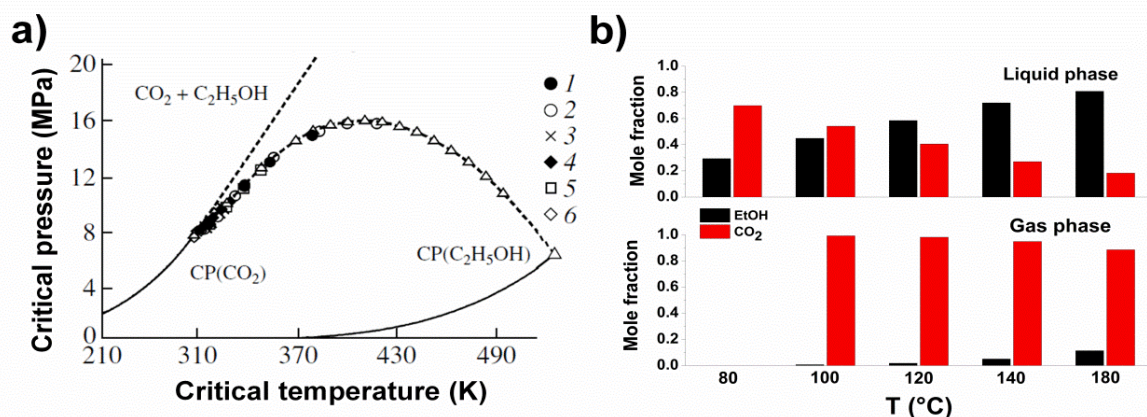 a)
Critical pressure (MPa)
20
16
12
8
4
0
CO₂ + C₂H₅OH
CP(CO₂)
CP(C₂H₅OH)
1
2
3
4
5
6
210 310 370 430 490
Critical temperature (K)
b)
Mole fraction
1.0
0.8
0.6
0.4
0.2
0.0
Liquid phase
Mole fraction
1.0
0.8
0.6
0.4
0.2
0.0
EtOH
CO₂
Gas phase
80 100 120 140 180
T (°C)